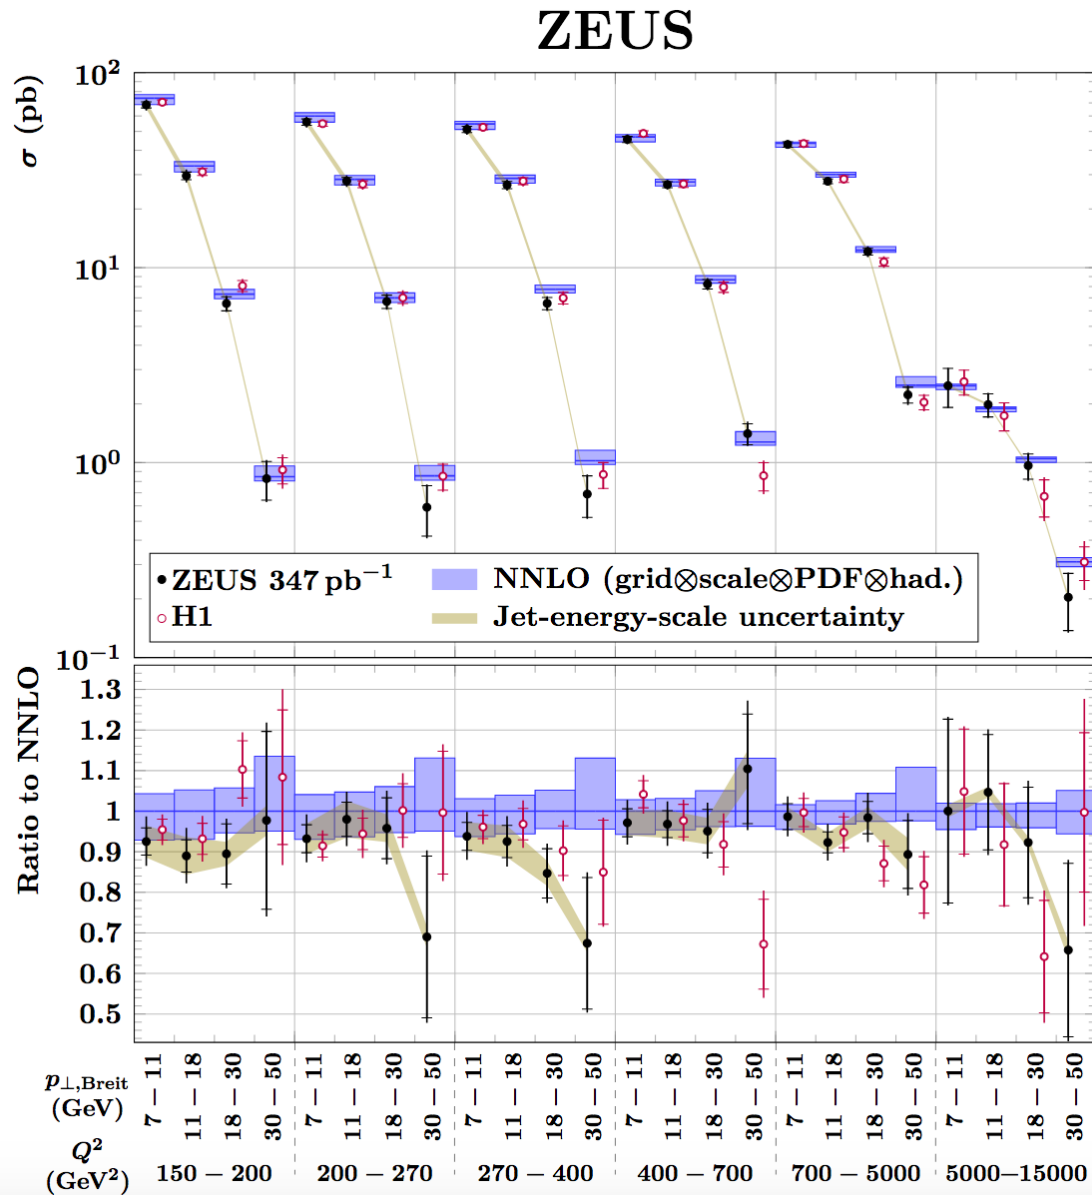 ZEUS
σ (pb)
10²
10¹
10⁰
10⁻¹
ZEUS 347 pb⁻¹
NNLO (grid⊗scale⊗PDF⊗had.)
H1
Jet-energy-scale uncertainty
Ratio to NNLO
1.3
1.2
1.1
1
0.9
0.8
0.7
0.6
0.5
p⊥,Breit
(GeV)
7 − 11
11 − 18
18 − 30
30 − 50
7 − 11
11 − 18
18 − 30
30 − 50
7 − 11
11 − 18
18 − 30
30 − 50
7 − 11
11 − 18
18 − 30
30 − 50
7 − 11
11 − 18
18 − 30
30 − 50
7 − 11
11 − 18
18 − 30
30 − 50
Q²
(GeV²)
150 − 200
200 − 270
270 − 400
400 − 700
700 − 5000
5000−15000